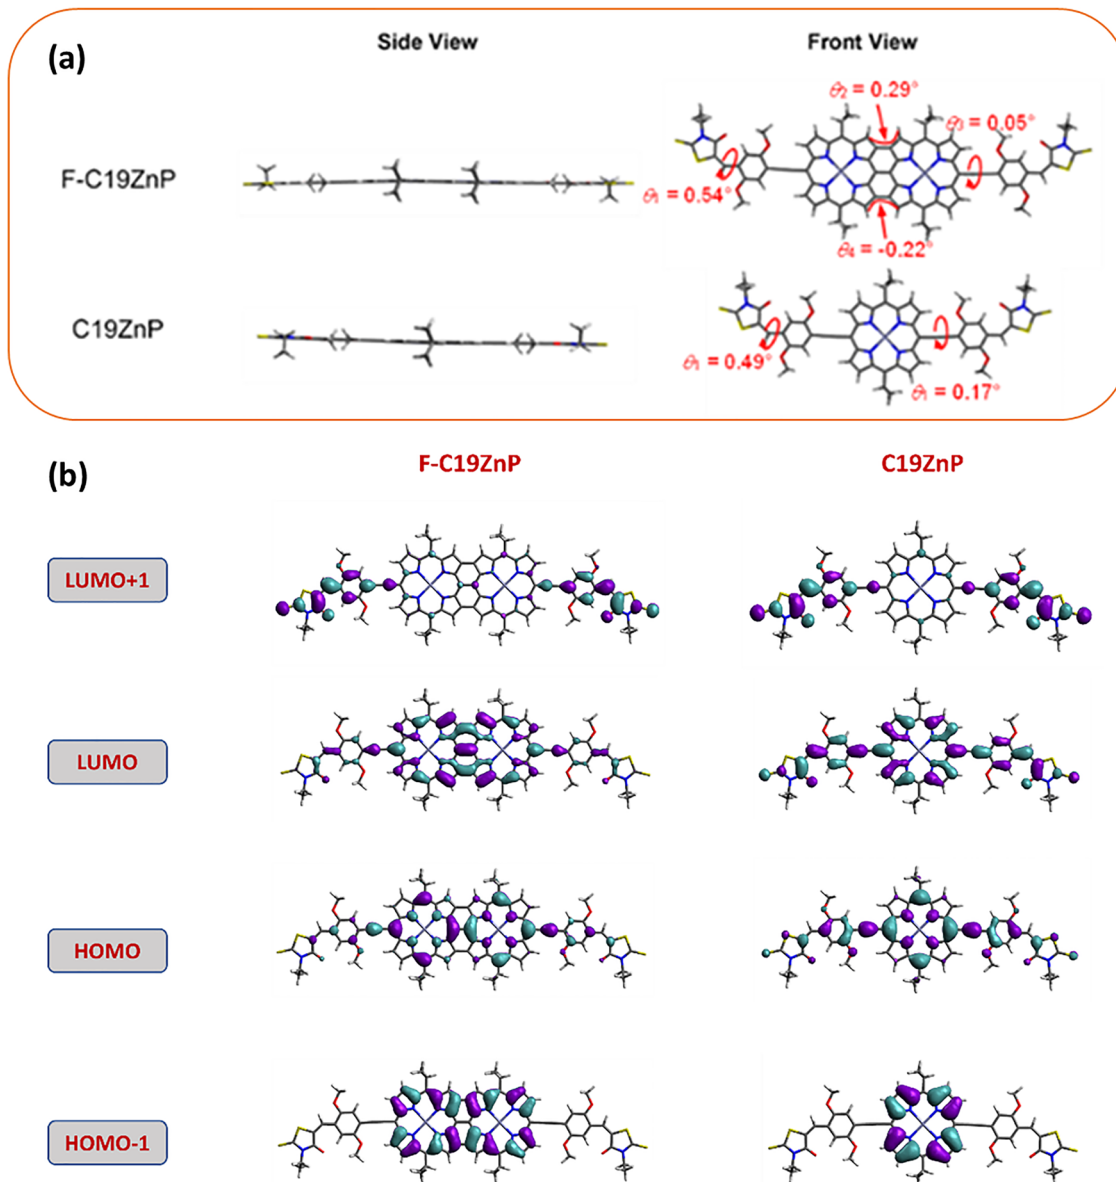 (a)
Side View
Front View
F-C19ZnP
θ₂ = 0.29°
θ₃ = 0.05°
θ₁ = 0.54°
θ₄ = -0.22°
C19ZnP
θ₁ = 0.49°
θ₁ = 0.17°
(b)
F-C19ZnP
C19ZnP
LUMO+1
LUMO
HOMO
HOMO-1